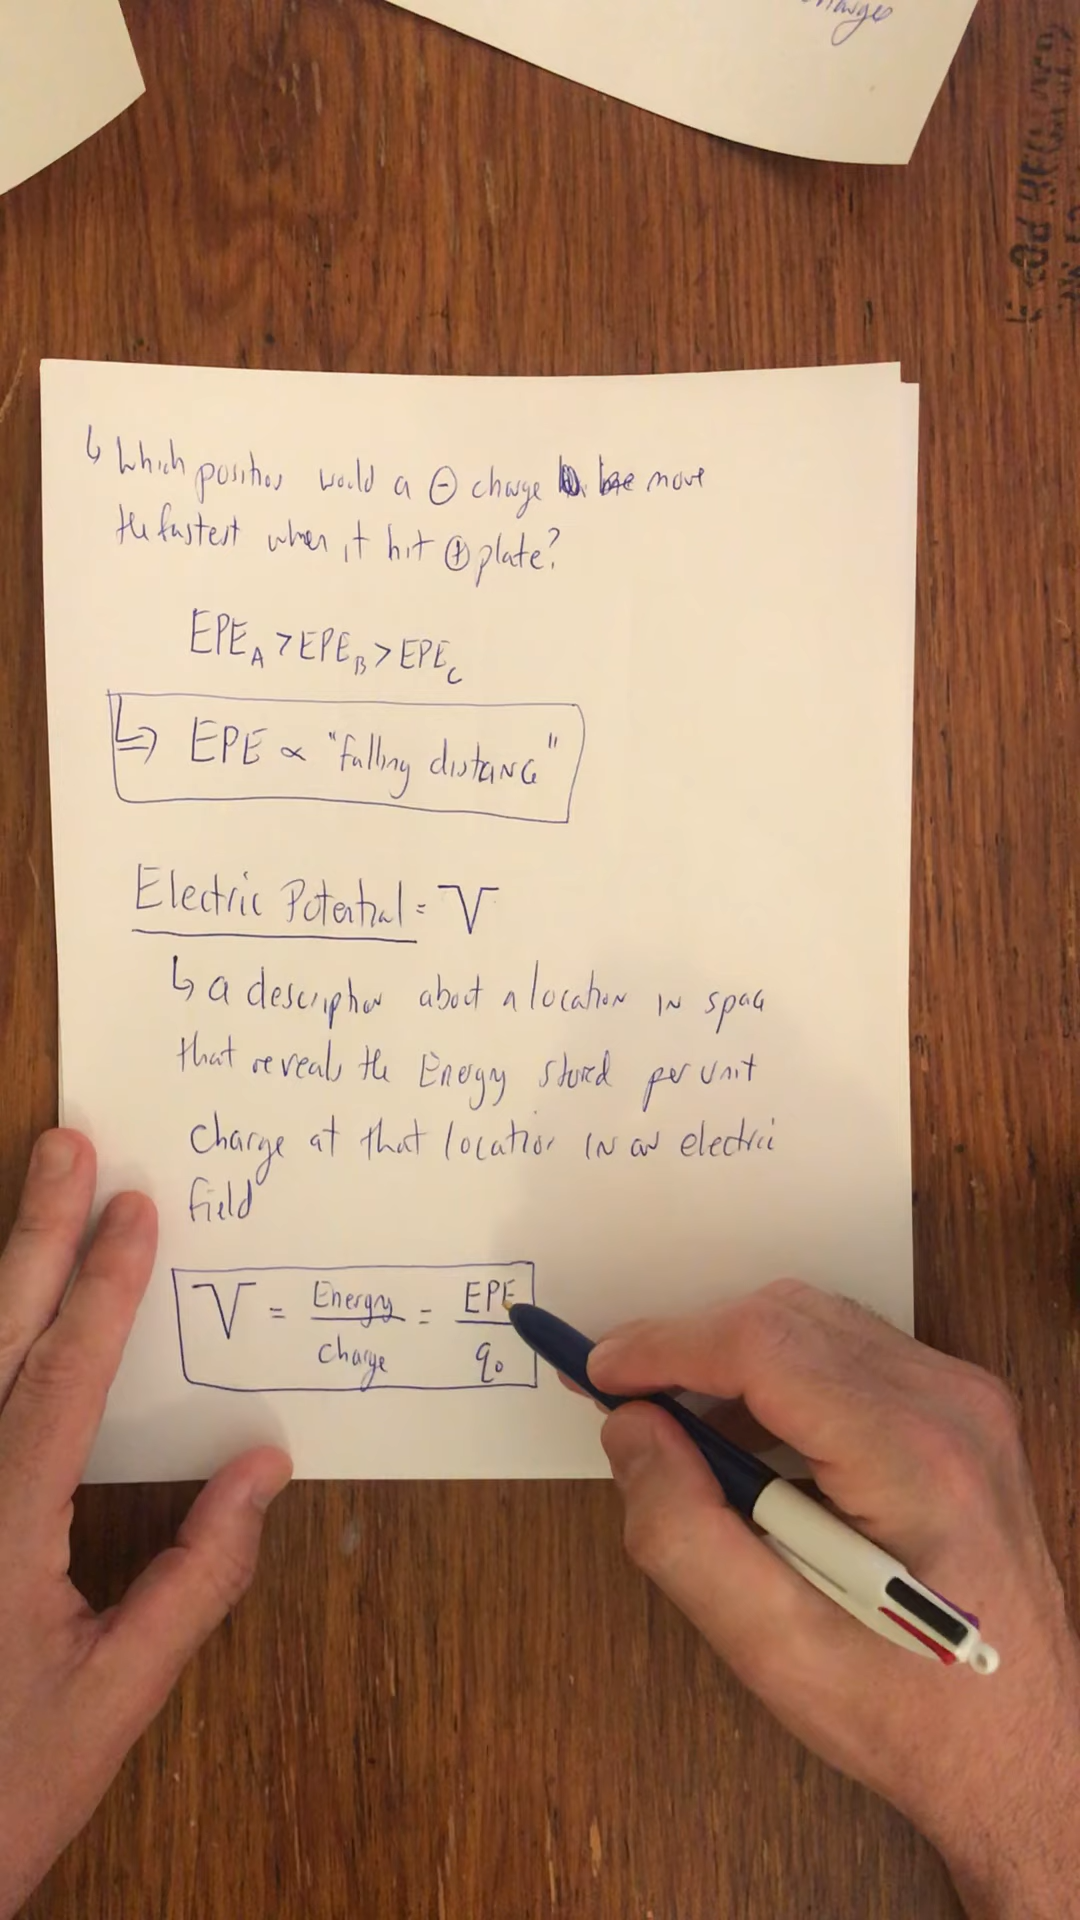 charges
↳ Which position would a ⊖ charge be move
the fastest when it hit ⊕ plate?
EPE_A > EPE_B > EPE_C
↳ EPE ∝ "falling distance"
Electric Potential = V
↳ a description about a location in space
that reveals the Energy stored per unit
charge at that location in an electric
field
V = Energy/charge = EPE/q₀